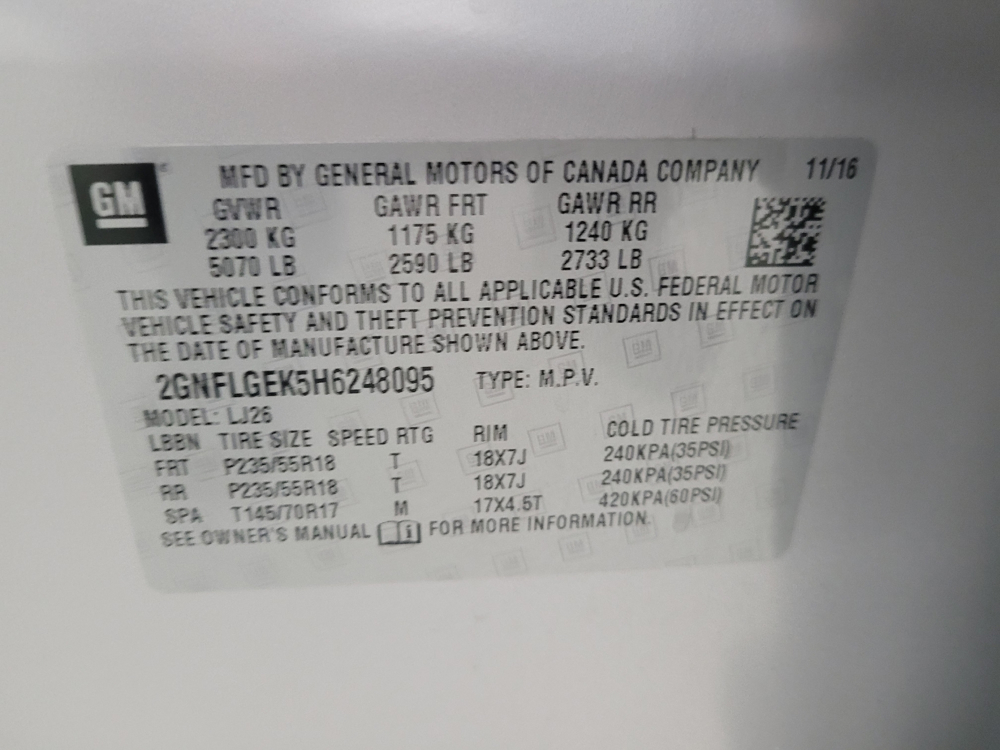 GM
MFD BY GENERAL MOTORS OF CANADA COMPANY 11/16
GVWR GAWR FRT GAWR RR
2300 KG 1175 KG 1240 KG
5070 LB 2590 LB 2733 LB
THIS VEHICLE CONFORMS TO ALL APPLICABLE U.S. FEDERAL MOTOR
VEHICLE SAFETY AND THEFT PREVENTION STANDARDS IN EFFECT ON
THE DATE OF MANUFACTURE SHOWN ABOVE.
2GNFLGEK5H6248095 TYPE: M.P.V.
MODEL: LJ26
LBBN TIRE SIZE SPEED RTG RIM COLD TIRE PRESSURE
FRT P235/55R18 T 18X7J 240KPA(35PSI)
RR P235/55R18 T 18X7J 240KPA(35PSI)
SPA T145/70R17 M 17X4.5T 420KPA(60PSI)
SEE OWNER'S MANUAL FOR MORE INFORMATION.